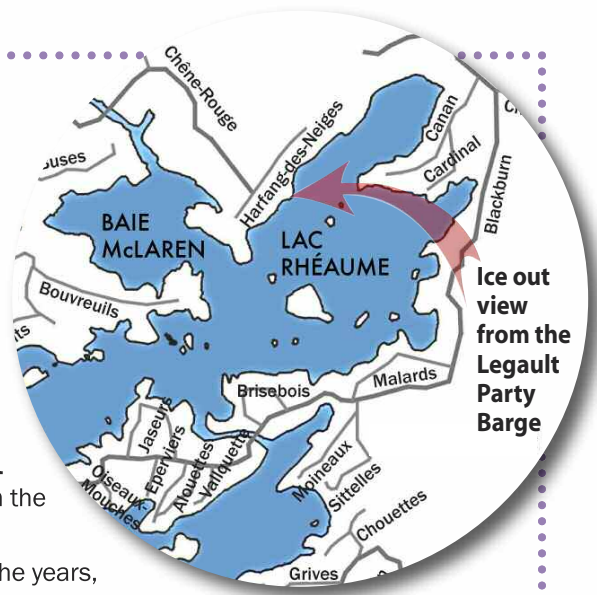 Chêne-Rouge
Harfang-des-Neiges
Canan
Cardinal
Blackburn
BAIE
McLAREN
LAC
RHÉAUME
Bouvreuils
Ice out
view
from the
Legault
Party
Barge
Malards
Brisebois
Jaseurs
Eperviers
Alouettes
Valiquette
Oiseaux-
Mouches
Moineaux
Sittelles
Chouettes
Grives
the
he years,